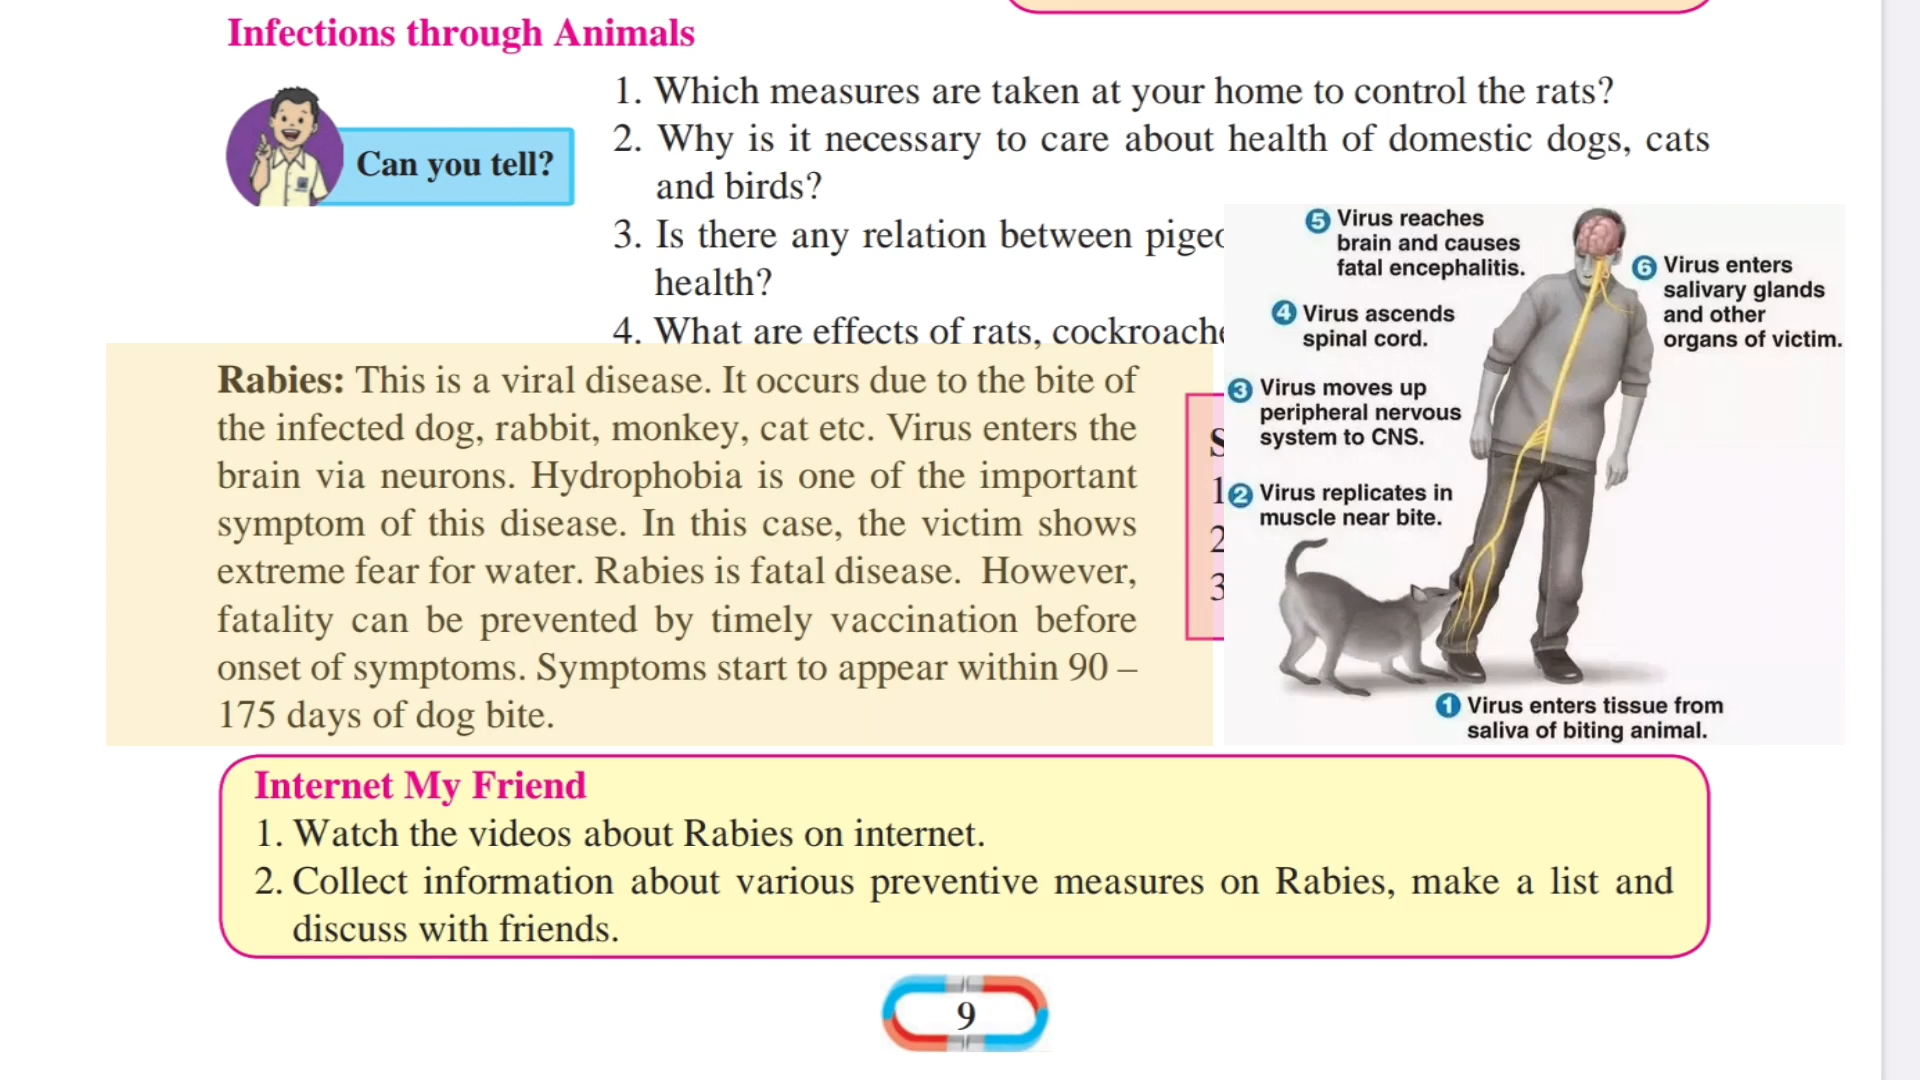 Infections through Animals
Can you tell?
1. Which measures are taken at your home to control the rats?
2. Why is it necessary to care about health of domestic dogs, cats
and birds?
3. Is there any relation between
health?
4. What are effects of rats,
Rabies: This is a viral disease. It occurs due to the bite of
the infected dog, rabbit, monkey, cat etc. Virus enters the
brain via neurons. Hydrophobia is one of the important
symptom of this disease. In this case, the victim shows
extreme fear for water. Rabies is fatal disease. However,
fatality can be prevented by timely vaccination before
onset of symptoms. Symptoms start to appear within 90 –
175 days of dog bite.
S
1
2
3
5 Virus reaches
brain and causes
fatal encephalitis.
6 Virus enters
salivary glands
and other
organs of victim.
4 Virus ascends
spinal cord.
3 Virus moves up
peripheral nervous
system to CNS.
2 Virus replicates in
muscle near bite.
1 Virus enters tissue from
saliva of biting animal.
Internet My Friend
1. Watch the videos about Rabies on internet.
2. Collect information about various preventive measures on Rabies, make a list and
discuss with friends.
9